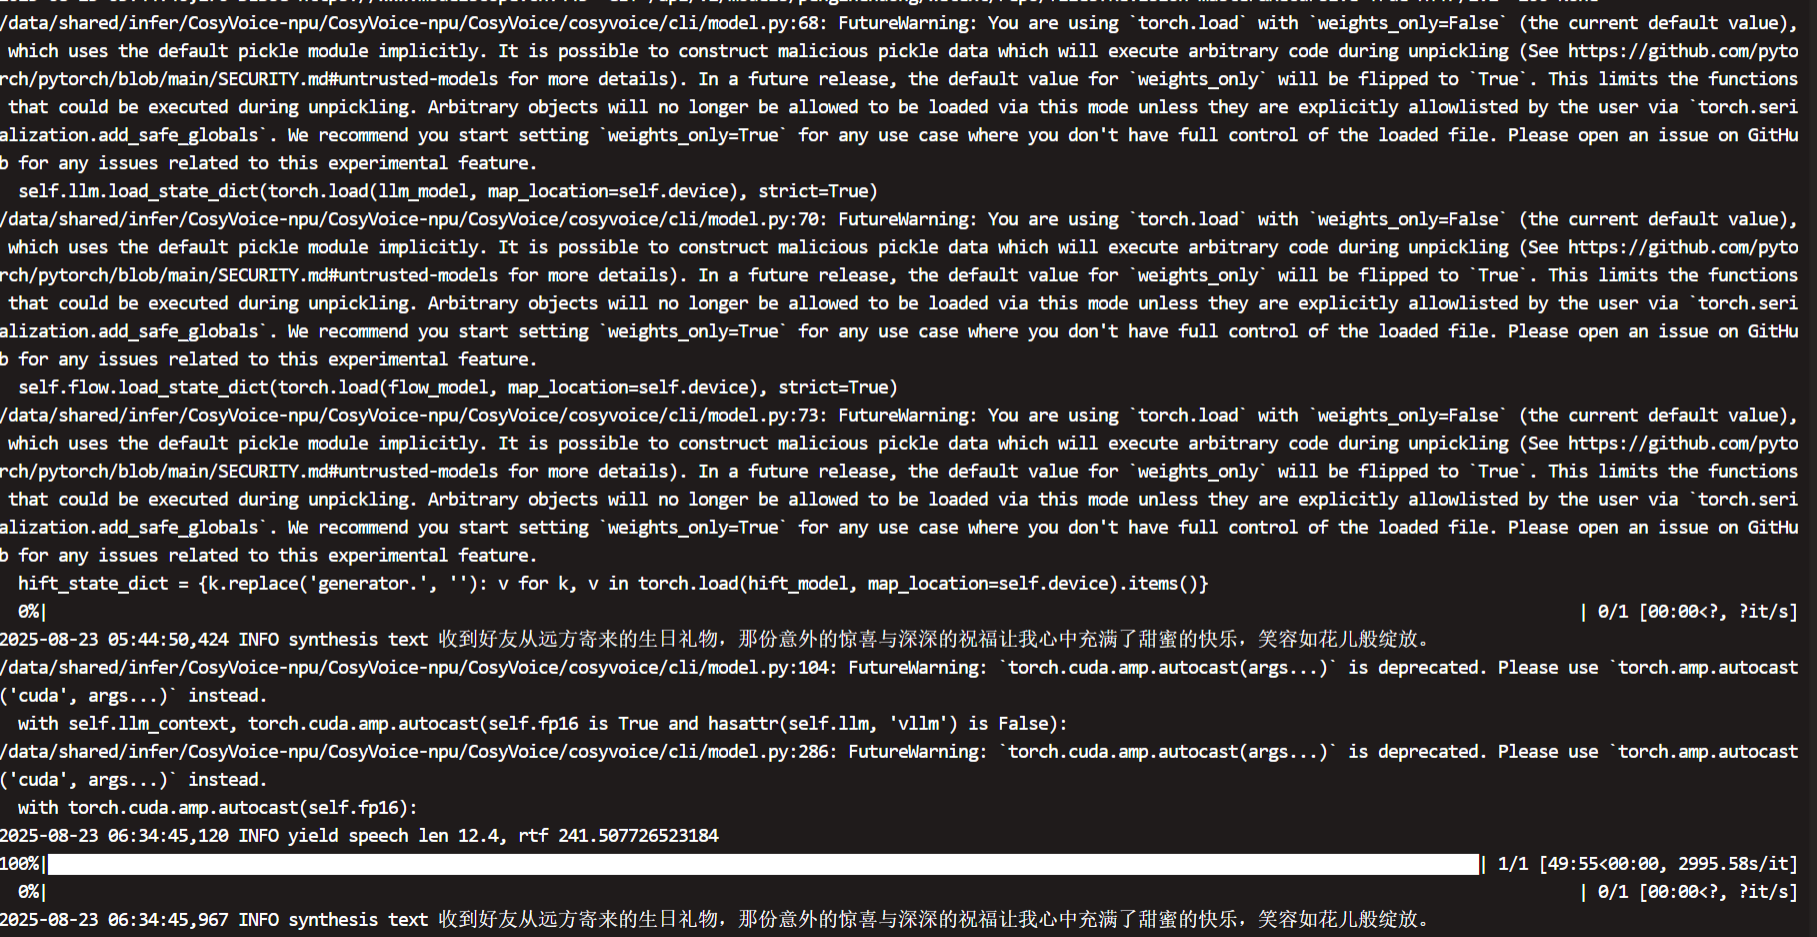 /data/shared/infer/CosyVoice-npu/CosyVoice-npu/CosyVoice/cosyvoice/cli/model.py:68: FutureWarning: You are using `torch.load` with `weights_only=False` (the current default value),
which uses the default pickle module implicitly. It is possible to construct malicious pickle data which will execute arbitrary code during unpickling (See https://github.com/pyto
rch/pytorch/blob/main/SECURITY.md#untrusted-models for more details). In a future release, the default value for `weights_only` will be flipped to `True`. This limits the functions
that could be executed during unpickling. Arbitrary objects will no longer be allowed to be loaded via this mode unless they are explicitly allowlisted by the user via `torch.seri
alization.add_safe_globals`. We recommend you start setting `weights_only=True` for any use case where you don't have full control of the loaded file. Please open an issue on GitHu
b for any issues related to this experimental feature.
self.llm.load_state_dict(torch.load(llm_model, map_location=self.device), strict=True)
/data/shared/infer/CosyVoice-npu/CosyVoice-npu/CosyVoice/cosyvoice/cli/model.py:70: FutureWarning: You are using `torch.load` with `weights_only=False` (the current default value),
which uses the default pickle module implicitly. It is possible to construct malicious pickle data which will execute arbitrary code during unpickling (See https://github.com/pyto
rch/pytorch/blob/main/SECURITY.md#untrusted-models for more details). In a future release, the default value for `weights_only` will be flipped to `True`. This limits the functions
that could be executed during unpickling. Arbitrary objects will no longer be allowed to be loaded via this mode unless they are explicitly allowlisted by the user via `torch.seri
alization.add_safe_globals`. We recommend you start setting `weights_only=True` for any use case where you don't have full control of the loaded file. Please open an issue on GitHu
b for any issues related to this experimental feature.
self.flow.load_state_dict(torch.load(flow_model, map_location=self.device), strict=True)
/data/shared/infer/CosyVoice-npu/CosyVoice-npu/CosyVoice/cosyvoice/cli/model.py:73: FutureWarning: You are using `torch.load` with `weights_only=False` (the current default value),
which uses the default pickle module implicitly. It is possible to construct malicious pickle data which will execute arbitrary code during unpickling (See https://github.com/pyto
rch/pytorch/blob/main/SECURITY.md#untrusted-models for more details). In a future release, the default value for `weights_only` will be flipped to `True`. This limits the functions
that could be executed during unpickling. Arbitrary objects will no longer be allowed to be loaded via this mode unless they are explicitly allowlisted by the user via `torch.seri
alization.add_safe_globals`. We recommend you start setting `weights_only=True` for any use case where you don't have full control of the loaded file. Please open an issue on GitHu
b for any issues related to this experimental feature.
hift_state_dict = {k.replace('generator.', ''): v for k, v in torch.load(hift_model, map_location=self.device).items()}
0%| | 0/1 [00:00<?, ?it/s]
2025-08-23 05:44:50,424 INFO synthesis text 收到好友从远方寄来的生日礼物，那份意外的惊喜与深深的祝福让我心中充满了甜蜜的快乐，笑容如花儿般绽放。
/data/shared/infer/CosyVoice-npu/CosyVoice-npu/CosyVoice/cosyvoice/cli/model.py:104: FutureWarning: `torch.cuda.amp.autocast(args...)` is deprecated. Please use `torch.amp.autocast
('cuda', args...)` instead.
with self.llm_context, torch.cuda.amp.autocast(self.fp16 is True and hasattr(self.llm, 'vllm') is False):
/data/shared/infer/CosyVoice-npu/CosyVoice-npu/CosyVoice/cosyvoice/cli/model.py:286: FutureWarning: `torch.cuda.amp.autocast(args...)` is deprecated. Please use `torch.amp.autocast
('cuda', args...)` instead.
with torch.cuda.amp.autocast(self.fp16):
2025-08-23 06:34:45,120 INFO yield speech len 12.4, rtf 241.507726523184
100%| | 1/1 [49:55<00:00, 2995.58s/it]
0%| | 0/1 [00:00<?, ?it/s]
2025-08-23 06:34:45,967 INFO synthesis text 收到好友从远方寄来的生日礼物，那份意外的惊喜与深深的祝福让我心中充满了甜蜜的快乐，笑容如花儿般绽放。